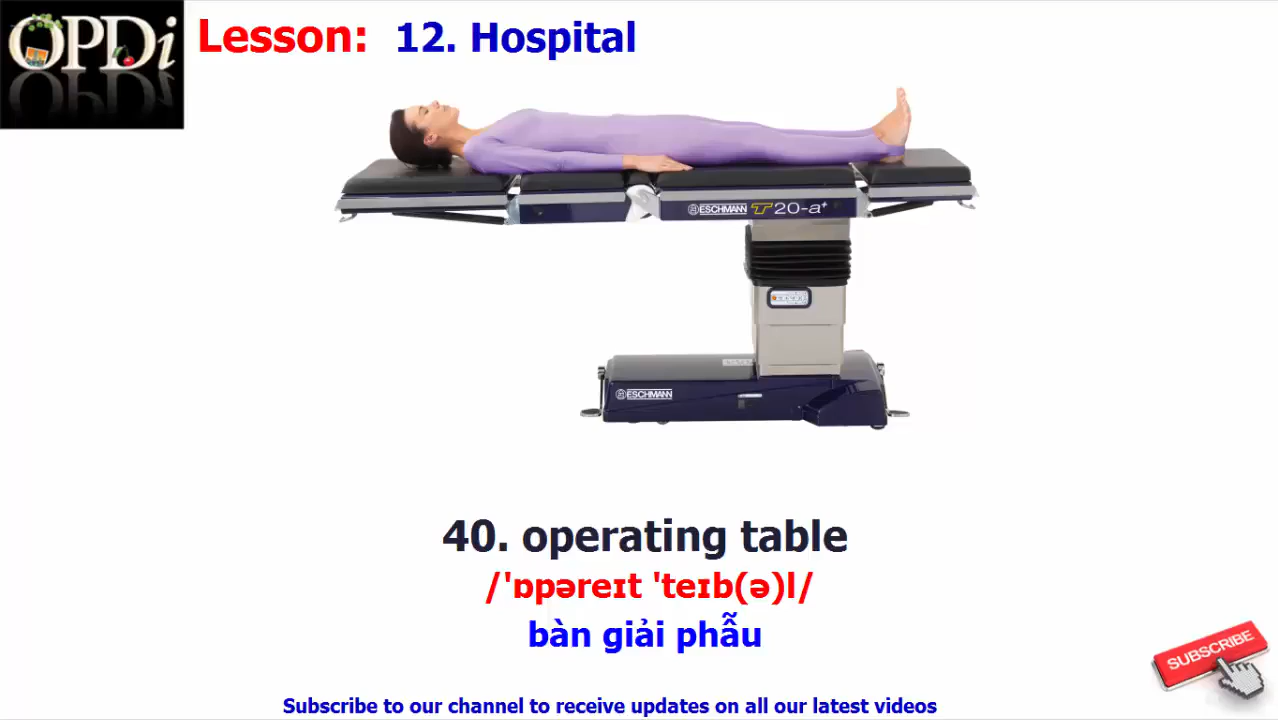 OPDi
Lesson: 12. Hospital
ESCHMANN T20-a+
ESCHMANN
40. operating table
/ˈɒpəreɪt ˈteɪb(ə)l/
bàn giải phẫu
SUBSCRIBE
Subscribe to our channel to receive updates on all our latest videos